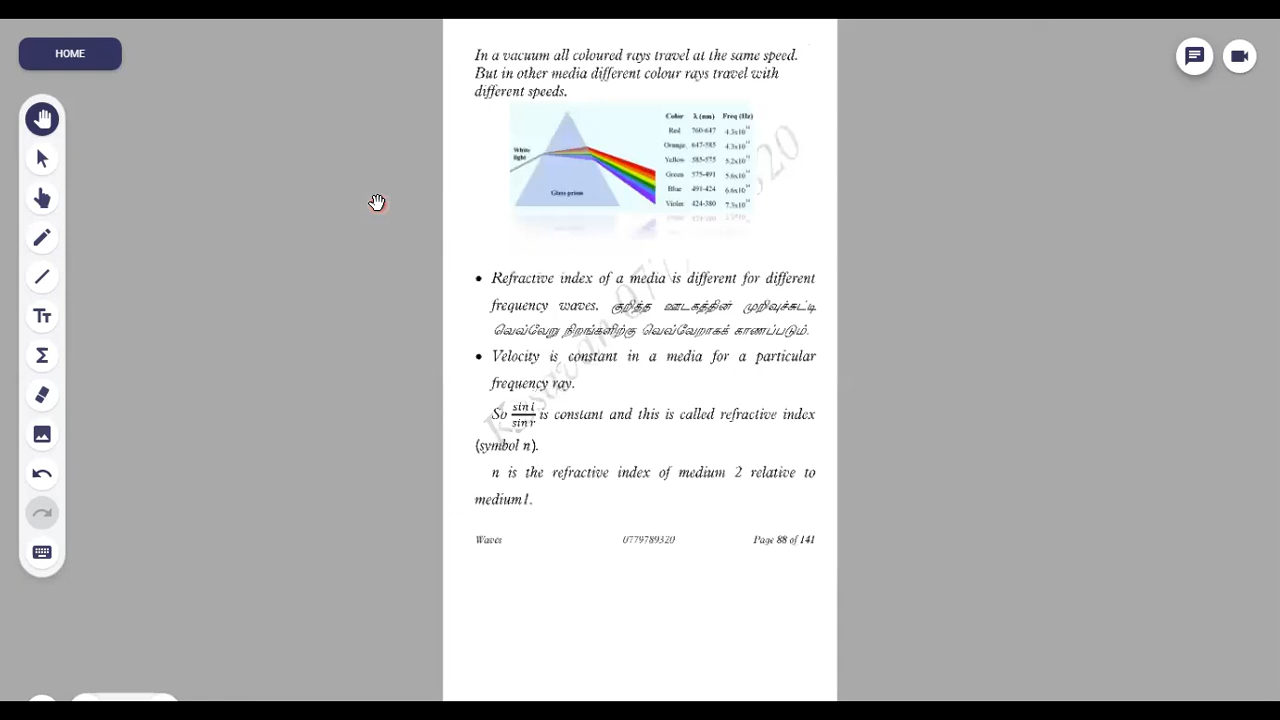 HOME
In a vacuum all coloured rays travel at the same speed.
But in other media different colour rays travel with
different speeds.
White
light
Glass prism
Color λ (nm) Freq (Hz)
Red 760-647 4.3x10¹⁴
Orange 647-585
Yellow 585-575 5.2x10¹⁴
Green 575-491 5.6x10¹⁴
Blue 491-424 6.6x10¹⁴
Violet 424-380 7.3x10¹⁴
• Refractive index of a media is different for different
frequency waves. குறித்த ஊடகத்தின் முறிவுச்சுட்டி
வெவ்வேறு நிறங்களிற்கு வெவ்வேறாகக் காணப்படும்.
• Velocity is constant in a media for a particular
frequency ray.
So sin i / sin r is constant and this is called refractive index
(symbol n).
n is the refractive index of medium 2 relative to
medium1.
Waves 0779789320 Page 88 of 141